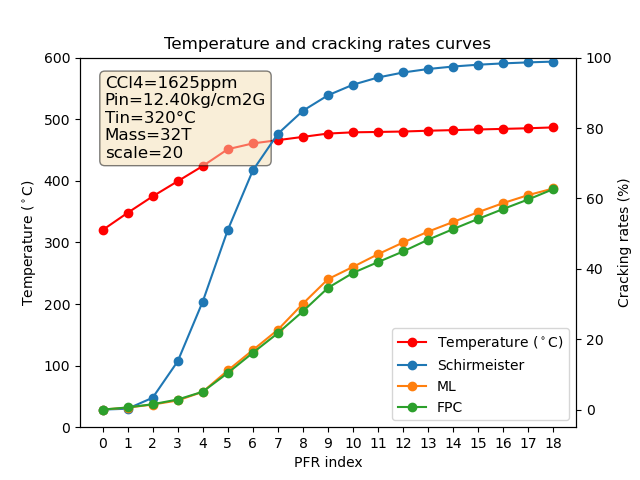 Temperature and cracking rates curves
CCl4=1625ppm
Pin=12.40kg/cm2G
Tin=320°C
Mass=32T
scale=20
600
500
400
300
200
100
0
Temperature (°C)
100
80
60
40
20
0
Cracking rates (%)
Temperature (°C)
Schirmeister
ML
FPC
0 1 2 3 4 5 6 7 8 9 10 11 12 13 14 15 16 17 18
PFR index